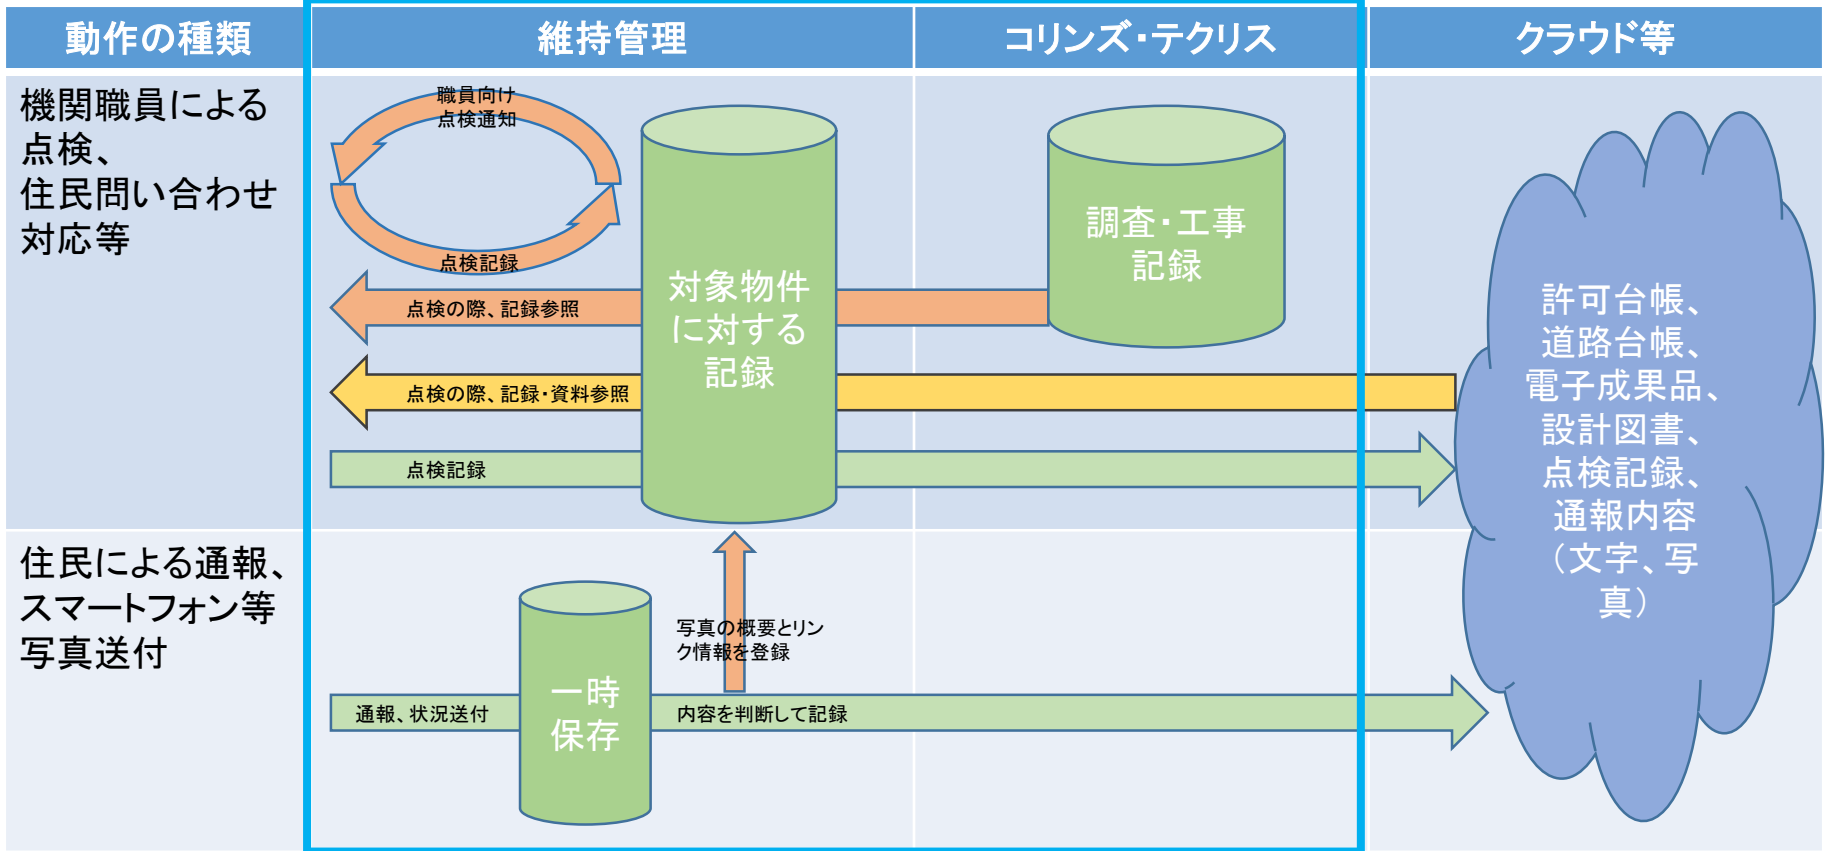 動作の種類
維持管理
コリンズ・テクリス
クラウド等
機関職員による
点検、
住民問い合わせ
対応等
職員向け
点検通知
点検記録
点検の際、記録参照
点検の際、記録・資料参照
点検記録
対象物件
に対する
記録
調査・工事
記録
許可台帳、
道路台帳、
電子成果品、
設計図書、
点検記録、
通報内容
（文字、写
真）
住民による通報、
スマートフォン等
写真送付
通報、状況送付
一時
保存
写真の概要とリン
ク情報を登録
内容を判断して記録